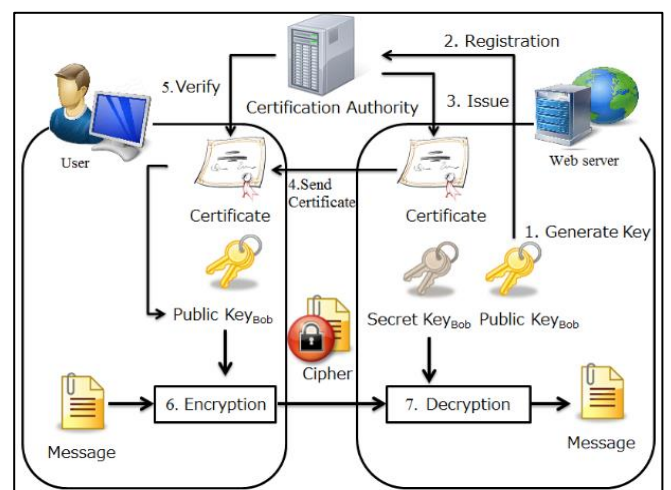 2. Registration
5.Verify
Certification Authority
3. Issue
User
Web server
4.Send
Certificate
Certificate
Certificate
1. Generate Key
Public KeyBob
Secret KeyBob
Public KeyBob
Cipher
6. Encryption
7. Decryption
Message
Message